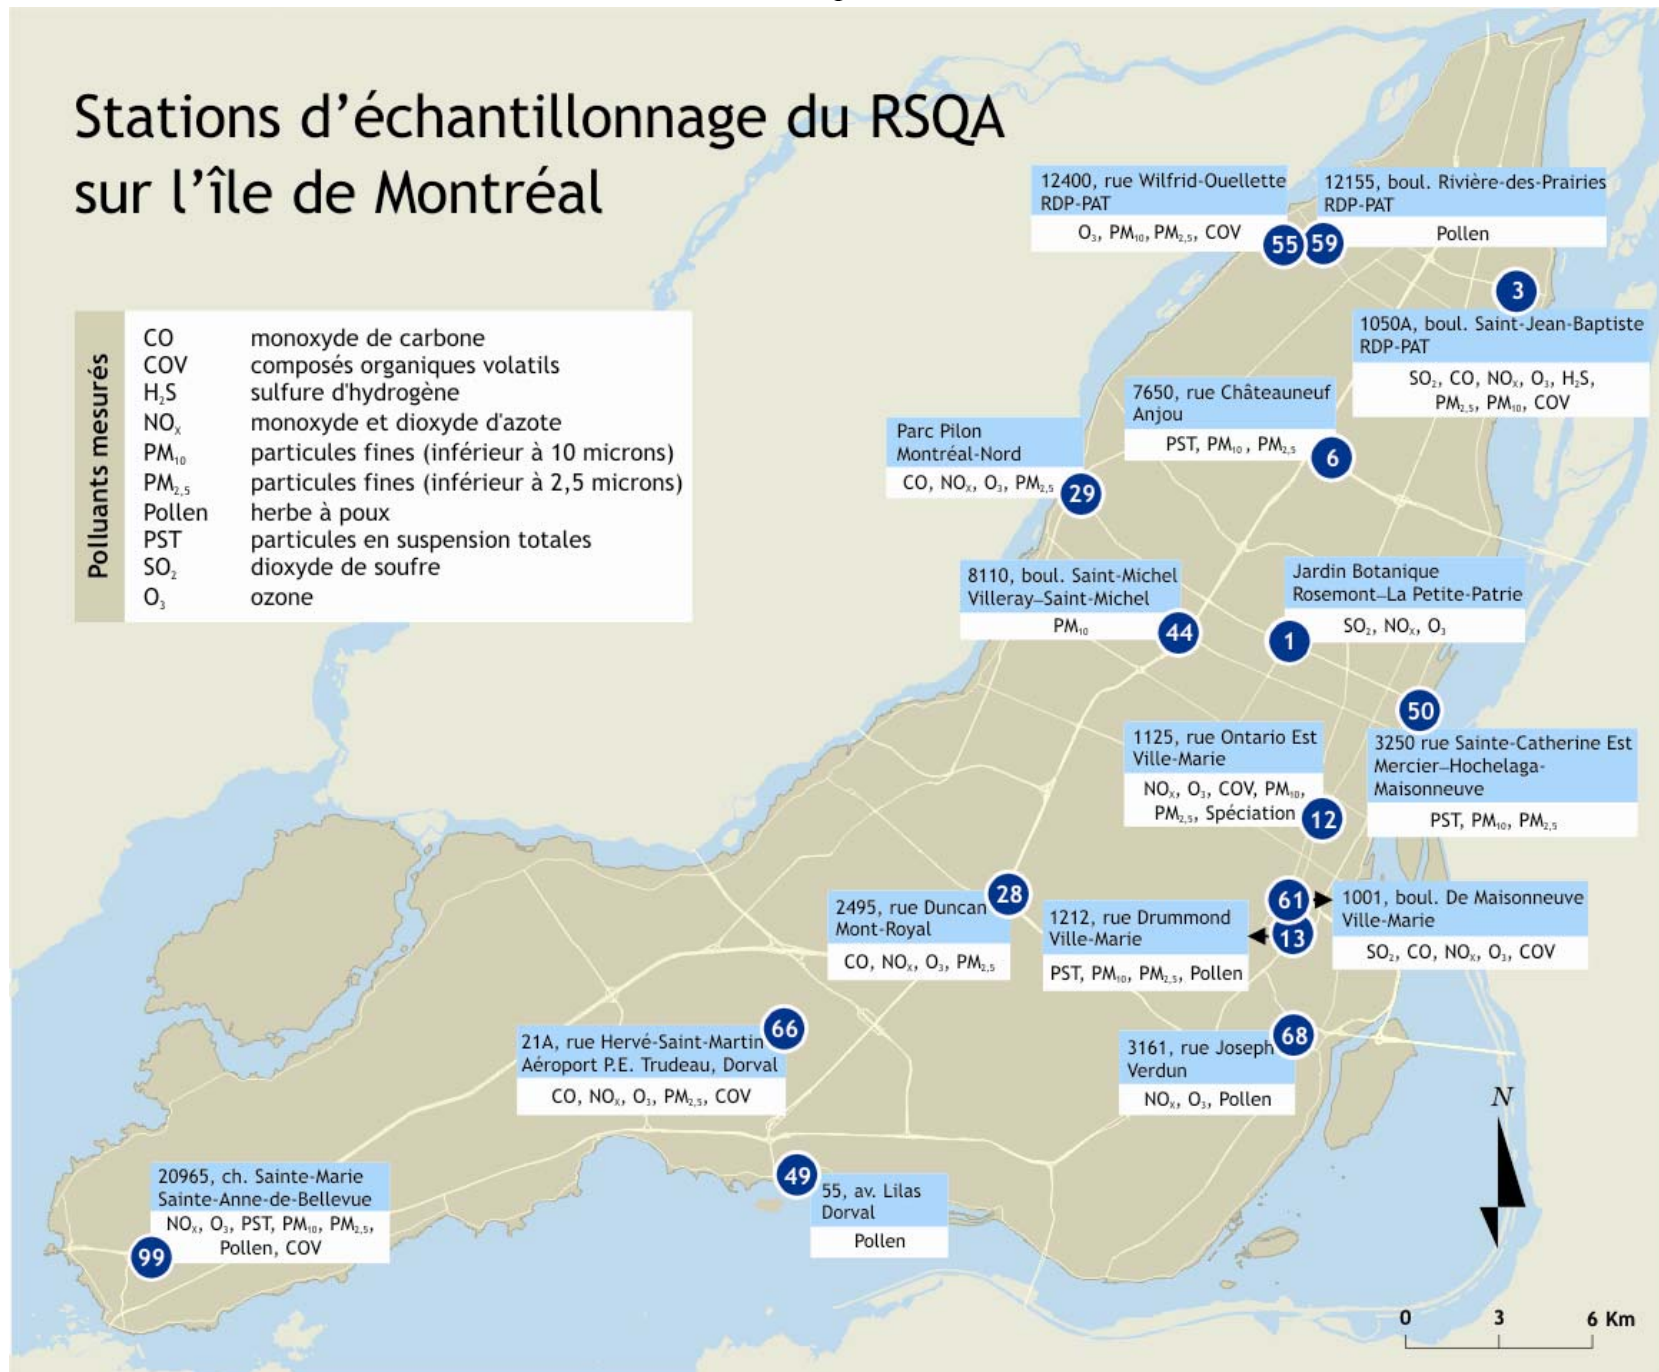 Stations d'échantillonnage du RSQA
sur l'île de Montréal
Polluants mesurés
CO monoxyde de carbone
COV composés organiques volatils
H₂S sulfure d'hydrogène
NOₓ monoxyde et dioxyde d'azote
PM₁₀ particules fines (inférieur à 10 microns)
PM₂,₅ particules fines (inférieur à 2,5 microns)
Pollen herbe à poux
PST particules en suspension totales
SO₂ dioxyde de soufre
O₃ ozone
12400, rue Wilfrid-Ouellette
RDP-PAT
O₃, PM₁₀, PM₂,₅, COV
55
12155, boul. Rivière-des-Prairies
RDP-PAT
Pollen
59
3
1050A, boul. Saint-Jean-Baptiste
RDP-PAT
SO₂, CO, NOₓ, O₃, H₂S,
PM₂,₅, PM₁₀, COV
7650, rue Châteauneuf
Anjou
PST, PM₁₀, PM₂,₅
6
Parc Pilon
Montréal-Nord
CO, NOₓ, O₃, PM₂,₅
29
8110, boul. Saint-Michel
Villeray–Saint-Michel
PM₁₀
44
Jardin Botanique
Rosemont–La Petite-Patrie
SO₂, NOₓ, O₃
1
50
3250 rue Sainte-Catherine Est
Mercier–Hochelaga-
Maisonneuve
PST, PM₁₀, PM₂,₅
1125, rue Ontario Est
Ville-Marie
NOₓ, O₃, COV, PM₁₀,
PM₂,₅, Spéciation
12
28
2495, rue Duncan
Mont-Royal
CO, NOₓ, O₃, PM₂,₅
1212, rue Drummond
Ville-Marie
PST, PM₁₀, PM₂,₅, Pollen
13
61
1001, boul. De Maisonneuve
Ville-Marie
SO₂, CO, NOₓ, O₃, COV
66
21A, rue Hervé-Saint-Martin
Aéroport P.E. Trudeau, Dorval
CO, NOₓ, O₃, PM₂,₅, COV
68
3161, rue Joseph
Verdun
NOₓ, O₃, Pollen
20965, ch. Sainte-Marie
Sainte-Anne-de-Bellevue
NOₓ, O₃, PST, PM₁₀, PM₂,₅,
Pollen, COV
99
49
55, av. Lilas
Dorval
Pollen
N
0 3 6 Km